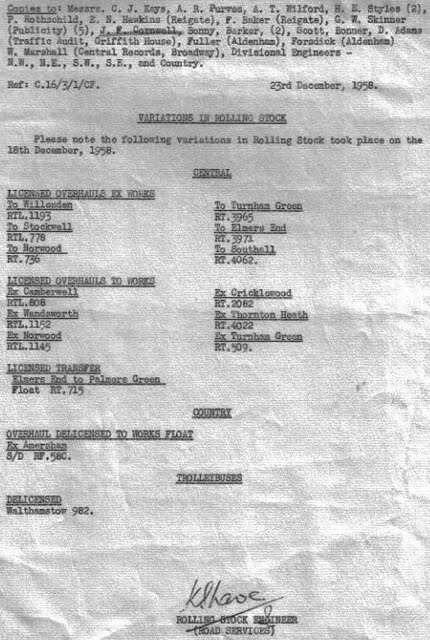 Copies to: Messrs. C. J. Kays, A. R. Purves, A. T. Wilford, H. E. Styles (2),
P. Rothschild, E. N. Hawkins (Reigate), F. Baker (Reigate), G. W. Skinner
(Publicity) (5), J. F. Cornwell, Bonny, Barker, (2), Scott, Bonner, D. Adams
(Traffic Audit, Griffith House), Fuller (Aldenham), Forsdick (Aldenham)
W. Marshall (Central Records, Broadway), Divisional Engineers -
N.W., N.E., S.W., S.E., and Country.
Ref: C.16/3/1/CF. 23rd December, 1958.
VARIATIONS IN ROLLING STOCK
Please note the following variations in Rolling Stock took place on the
18th December, 1958.
CENTRAL
LICENSED OVERHAULS EX WORKS
To Willesden To Turnham Green
RTL.1193 RT.3965
To Stockwell To Elmers End
RTL.778 RT.3971
To Norwood To Southall
RT.736 RT.4062.
LICENSED OVERHAULS TO WORKS
Ex Camberwell Ex Cricklewood
RTL.808 RT.2082
Ex Wandsworth Ex Thornton Heath
RTL.1152 RT.4022
Ex Norwood Ex Turnham Green
RTL.1145 RT.509.
LICENSED TRANSFER
Elmers End to Palmers Green
Float RT.715
COUNTRY
OVERHAUL DELICENSED TO WORKS FLOAT
Ex Amersham
S/D RF.580.
TROLLEYBUSES
DELICENSED
Walthamstow 982.
ROLLING STOCK ENGINEER
(ROAD SERVICES)